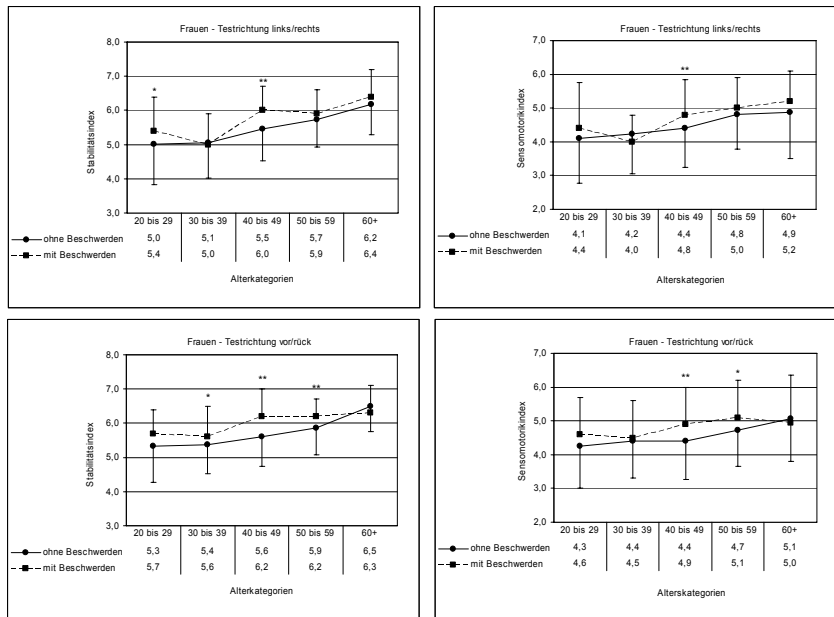 Frauen - Testrichtung links/rechts
Stabilitätsindex
8,0
7,0
6,0
5,0
4,0
3,0
* **
20 bis 29 30 bis 39 40 bis 49 50 bis 59 60+
ohne Beschwerden 5,0 5,1 5,5 5,7 6,2
mit Beschwerden 5,4 5,0 6,0 5,9 6,4
Alterkategorien
Frauen - Testrichtung links/rechts
Sensomotorikindex
7,0
6,0
5,0
4,0
3,0
2,0
**
20 bis 29 30 bis 39 40 bis 49 50 bis 59 60+
ohne Beschwerden 4,1 4,2 4,4 4,8 4,9
mit Beschwerden 4,4 4,0 4,8 5,0 5,2
Alterskategorien
Frauen - Testrichtung vor/rück
Stabilitätsindex
8,0
7,0
6,0
5,0
4,0
3,0
* ** **
20 bis 29 30 bis 39 40 bis 49 50 bis 59 60+
ohne Beschwerden 5,3 5,4 5,6 5,9 6,5
mit Beschwerden 5,7 5,6 6,2 6,2 6,3
Alterkategorien
Frauen - Testrichtung vor/rück
Sensomotorikindex
7,0
6,0
5,0
4,0
3,0
2,0
** *
20 bis 29 30 bis 39 40 bis 49 50 bis 59 60+
ohne Beschwerden 4,3 4,4 4,4 4,7 5,1
mit Beschwerden 4,6 4,5 4,9 5,1 5,0
Alterskategorien